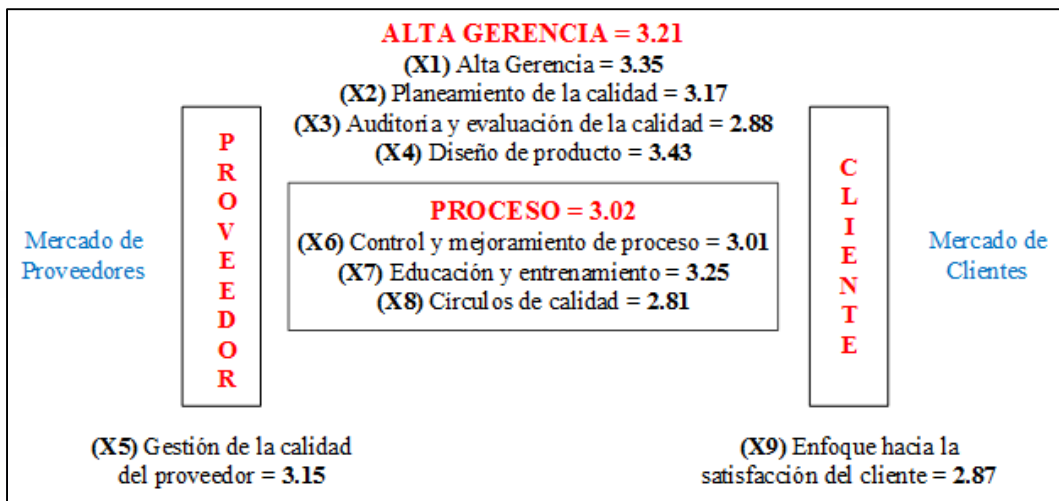 ALTA GERENCIA = 3.21
(X1) Alta Gerencia = 3.35
(X2) Planeamiento de la calidad = 3.17
(X3) Auditoría y evaluación de la calidad = 2.88
(X4) Diseño de producto = 3.43
PROVEEDOR
PROCESO = 3.02
(X6) Control y mejoramiento de proceso = 3.01
(X7) Educación y entrenamiento = 3.25
(X8) Círculos de calidad = 2.81
CLIENTE
Mercado de
Proveedores
Mercado de
Clientes
(X5) Gestión de la calidad
del proveedor = 3.15
(X9) Enfoque hacia la
satisfacción del cliente = 2.87